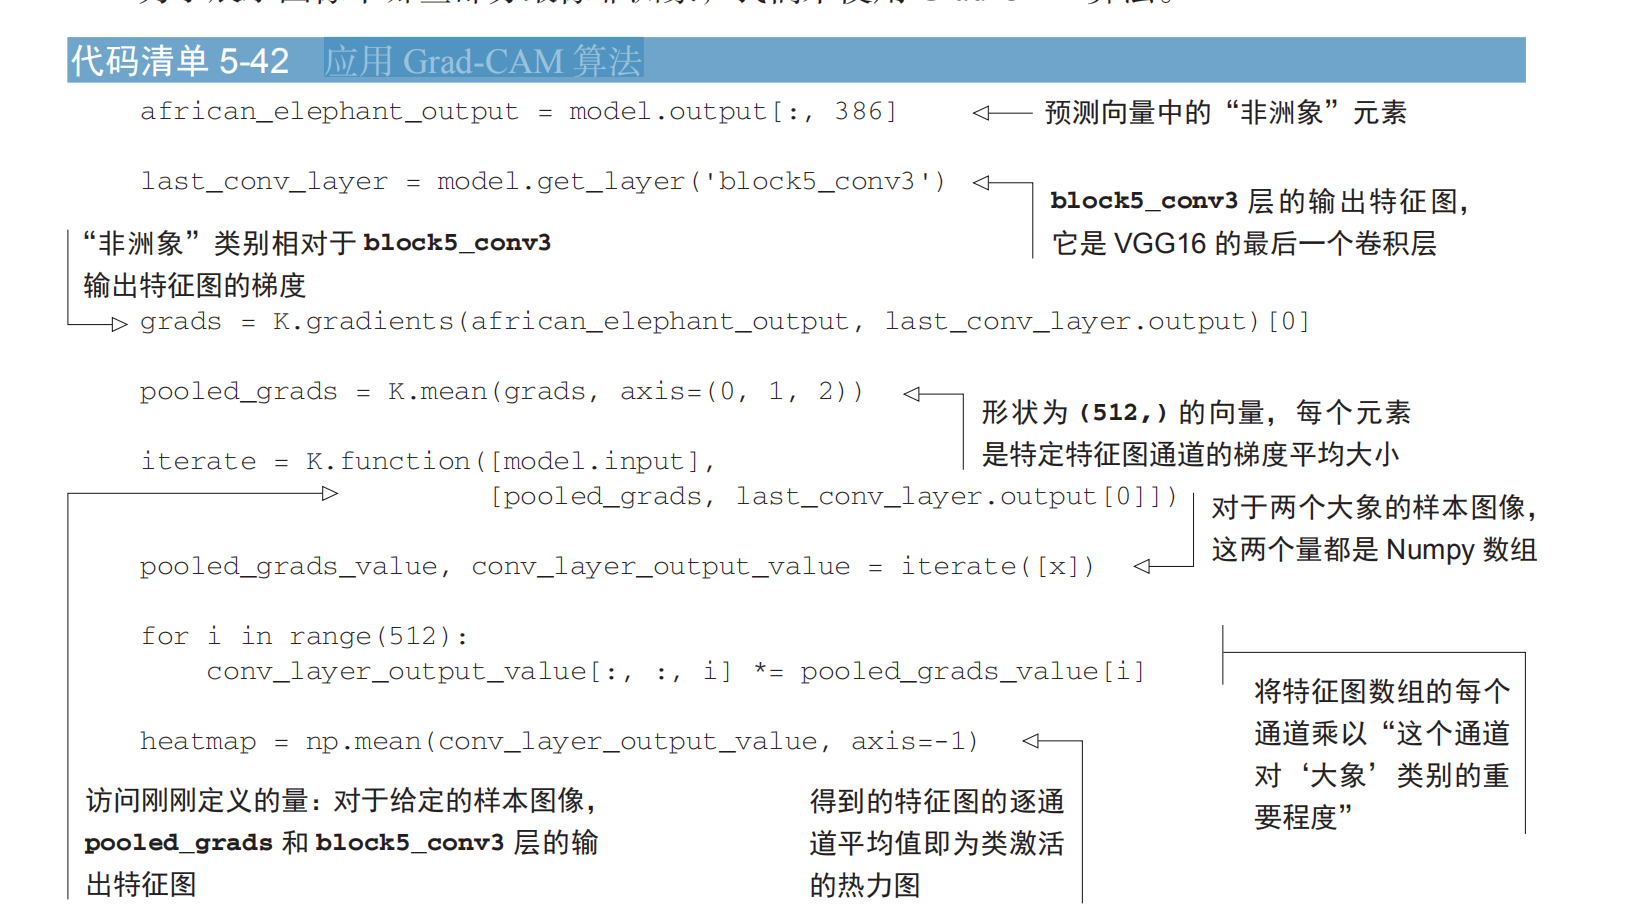 代码清单 5-42 应用 Grad-CAM 算法
african_elephant_output = model.output[:, 386]
预测向量中的“非洲象”元素
last_conv_layer = model.get_layer('block5_conv3')
block5_conv3 层的输出特征图，
它是 VGG16 的最后一个卷积层
“非洲象”类别相对于 block5_conv3
输出特征图的梯度
grads = K.gradients(african_elephant_output, last_conv_layer.output)[0]
pooled_grads = K.mean(grads, axis=(0, 1, 2))
形状为 (512,) 的向量，每个元素
是特定特征图通道的梯度平均大小
iterate = K.function([model.input],
[pooled_grads, last_conv_layer.output[0]])
对于两个大象的样本图像，
这两个量都是 Numpy 数组
pooled_grads_value, conv_layer_output_value = iterate([x])
for i in range(512):
conv_layer_output_value[:, :, i] *= pooled_grads_value[i]
将特征图数组的每个
通道乘以“这个通道
对‘大象’类别的重
要程度”
heatmap = np.mean(conv_layer_output_value, axis=-1)
访问刚刚定义的量：对于给定的样本图像，
pooled_grads 和 block5_conv3 层的输
出特征图
得到的特征图的逐通
道平均值即为类激活
的热力图